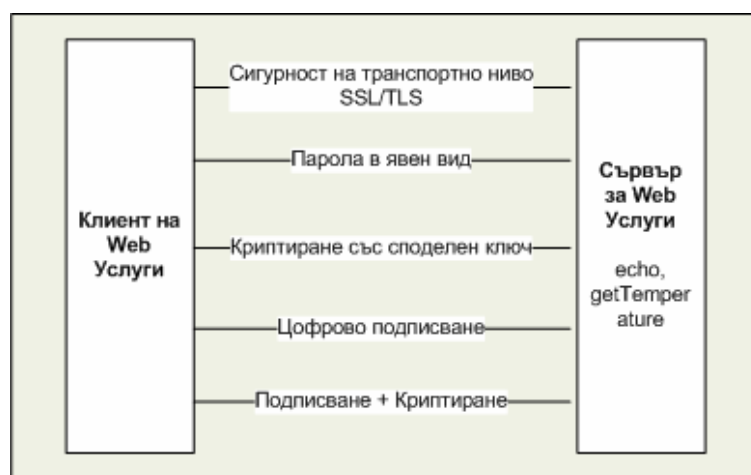 Сигурност на транспортно ниво
SSL/TLS
Парола в явен вид
Клиент на
Web
Услуги
Криптиране със споделен ключ
Цофрово подписване
Подписване + Криптиране
Сървър
за Web
Услуги
echo,
getTemper
ature